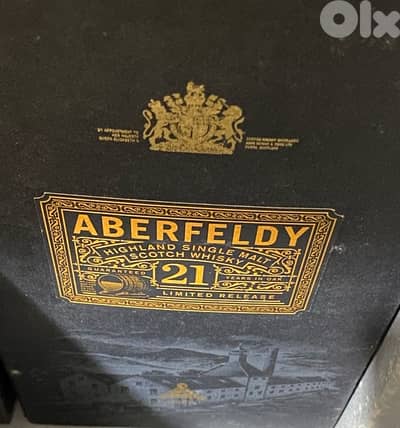 Olx
BY APPOINTMENT TO
HER MAJESTY
QUEEN ELIZABETH II
ABERFELDY
HIGHLAND SINGLE MALT
SCOTCH WHISKY
GUARANTEED 21 YEARS IN OAK
LIMITED RELEASE